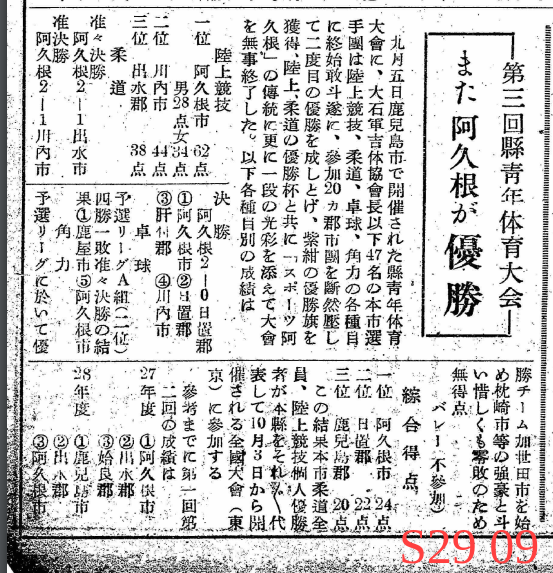 ―第三回縣青年体育大会―
また阿久根が優勝
九月五日鹿児島市で開催された縣青年体育
大会に、大石軍吉体協會長以下47名の本市選
手團は陸上競技、柔道、卓球、角力の各種目
に終始敢斗遂に、参加20ヵ郡市團を断然壓し
て二度目の優勝を成しとげ、紫紺の優勝旗を
獲得、陸上、柔道の優勝杯と共に「スポーツ阿
久根」の傳統に更に一段の光彩を添えて大會
を無事終了した。以下各種目別の成績は
陸上競技
一位 阿久根市 62点
男28点女34点
二位 川内市 44点
三位 出水郡 38点
柔道
准々決勝
阿久根2―1出水市
准決勝
阿久根2―1川内市
決勝
阿久根2―0日置郡
①阿久根市②日置郡
③肝付郡 ④川内市
卓球
予選リーグA組(一位)
四勝一敗准々決勝の結
果①鹿屋市⑤阿久根市
角力
予選リーグに於いて優
勝チーム加世田市を始
め枕崎市等の強豪と斗
い惜しくも零敗のため
無得点
バレー(不参加)
綜合得点
一位 阿久根市 24点
二位 日置郡 22点
三位 鹿児島郡 20点
この結果本市柔道全
員、陸上競技個人優勝
者が本縣をそれ〲代
表して10月3日から開
催される全國大會(東
京)に参加する
参考までに第一回第
二回の成績は
27年度 ①阿久根市
②出水郡
③姶良郡
28年度 ①鹿児島市
②出水郡
③阿久根市
S29 09